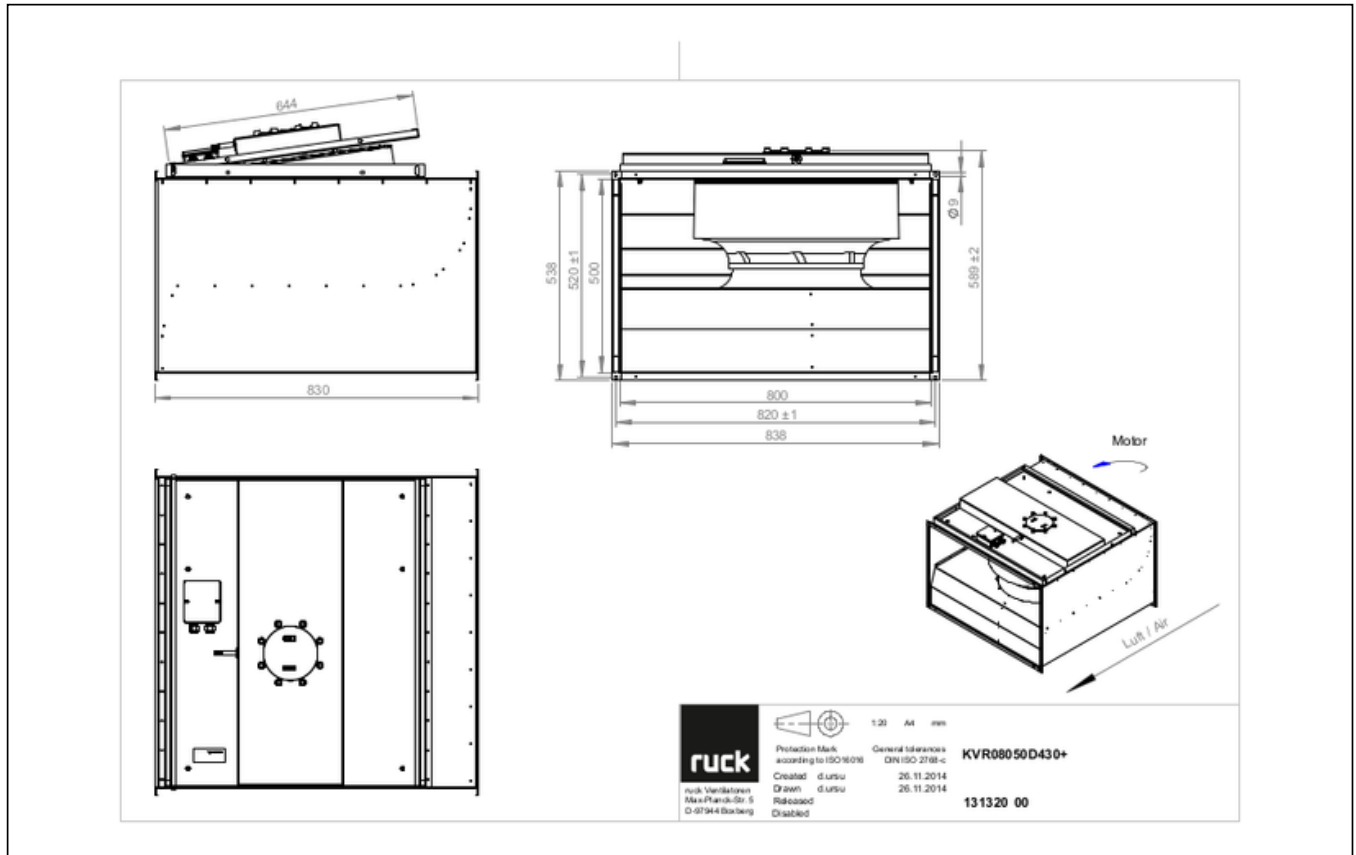 644
830
538
520 ±1
500
Ø 9
589 ±2
800
820 ±1
838
Motor
Luft / Air
ruck
ruck Ventilatoren
Max-Planck-Str. 5
D-97944 Boxberg
1:20 A4 mm
Protection Mark
according to ISO16016
General tolerances
DIN ISO 2768-c
Created d.ursu 26.11.2014
Drawn d.ursu 26.11.2014
Released
Disabled
KVR08050D430+
131320 00